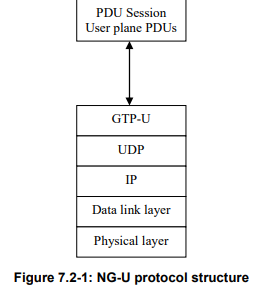 PDU Session
User plane PDUs
GTP-U
UDP
IP
Data link layer
Physical layer
Figure 7.2-1: NG-U protocol structure